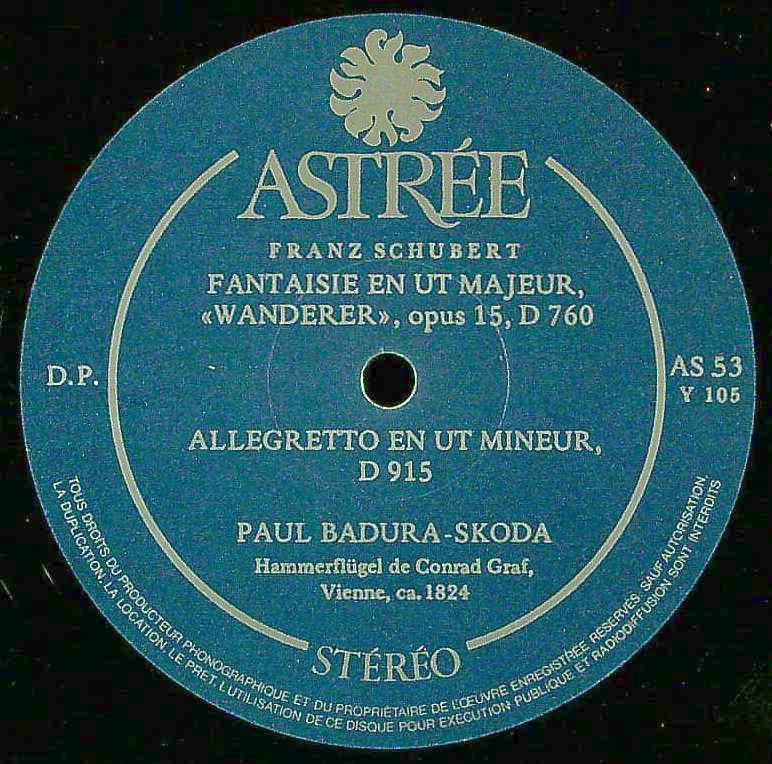 ASTRÉE
FRANZ SCHUBERT
FANTAISIE EN UT MAJEUR,
«WANDERER», opus 15, D 760
D.P.
AS 53
Y 105
ALLEGRETTO EN UT MINEUR,
D 915
PAUL BADURA-SKODA
Hammerflügel de Conrad Graf,
Vienne, ca. 1824
STÉRÉO
TOUS DROITS DU PRODUCTEUR PHONOGRAPHIQUE ET DU PROPRIÉTAIRE DE L'ŒUVRE ENREGISTRÉE RÉSERVÉS. SAUF AUTORISATION,
LA DUPLICATION, LA LOCATION, LE PRET, L'UTILISATION DE CE DISQUE POUR EXÉCUTION PUBLIQUE ET RADIODIFFUSION SONT INTERDITS